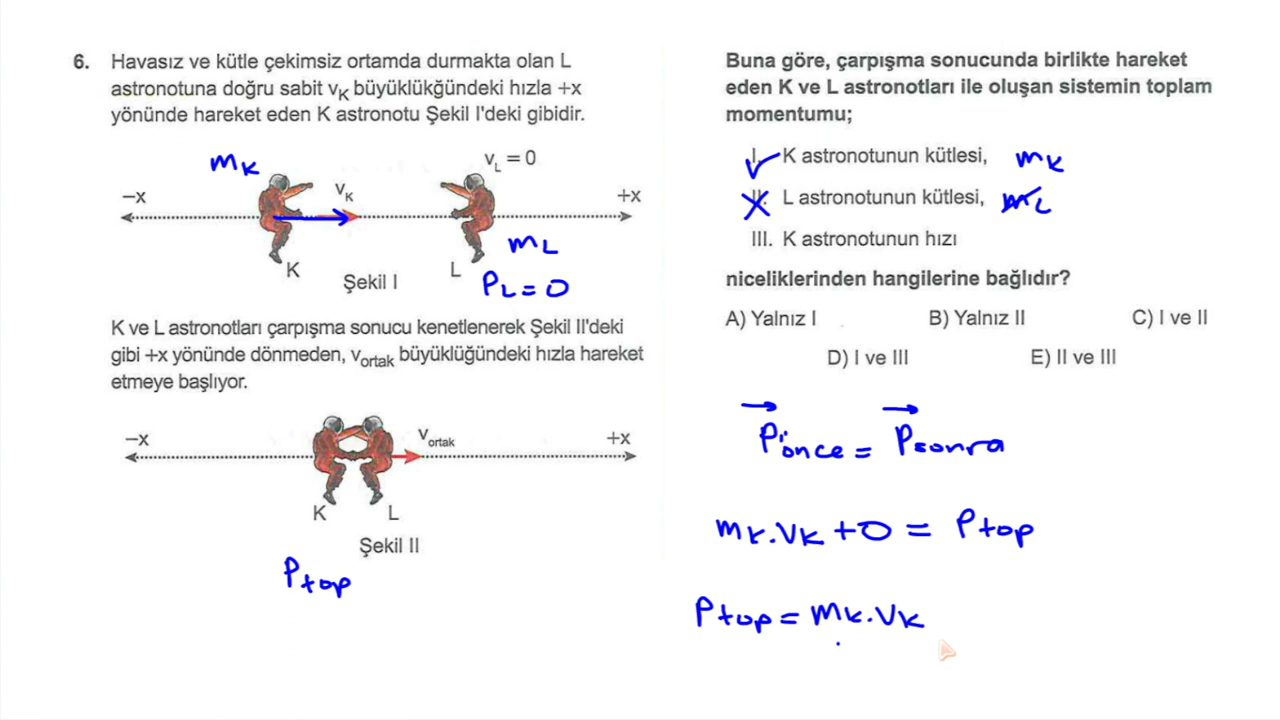 6. Havasız ve kütle çekimsiz ortamda durmakta olan L
astronotuna doğru sabit vK büyüklükğündeki hızla +x
yönünde hareket eden K astronotu Şekil I'deki gibidir.
mK
vL = 0
–x
vK
+x
mL
K
Şekil I
L
PL = 0
K ve L astronotları çarpışma sonucu kenetlenerek Şekil II'deki
gibi +x yönünde dönmeden, vortak büyüklüğündeki hızla hareket
etmeye başlıyor.
–x
vortak
+x
K
L
Şekil II
Ptop
Buna göre, çarpışma sonucunda birlikte hareket
eden K ve L astronotları ile oluşan sistemin toplam
momentumu;
I. K astronotunun kütlesi, mK
II. L astronotunun kütlesi, mL
III. K astronotunun hızı
niceliklerinden hangilerine bağlıdır?
A) Yalnız I B) Yalnız II C) I ve II
D) I ve III E) II ve III
Pönce = Psonra
mK.VK + 0 = Ptop
Ptop = mK.VK